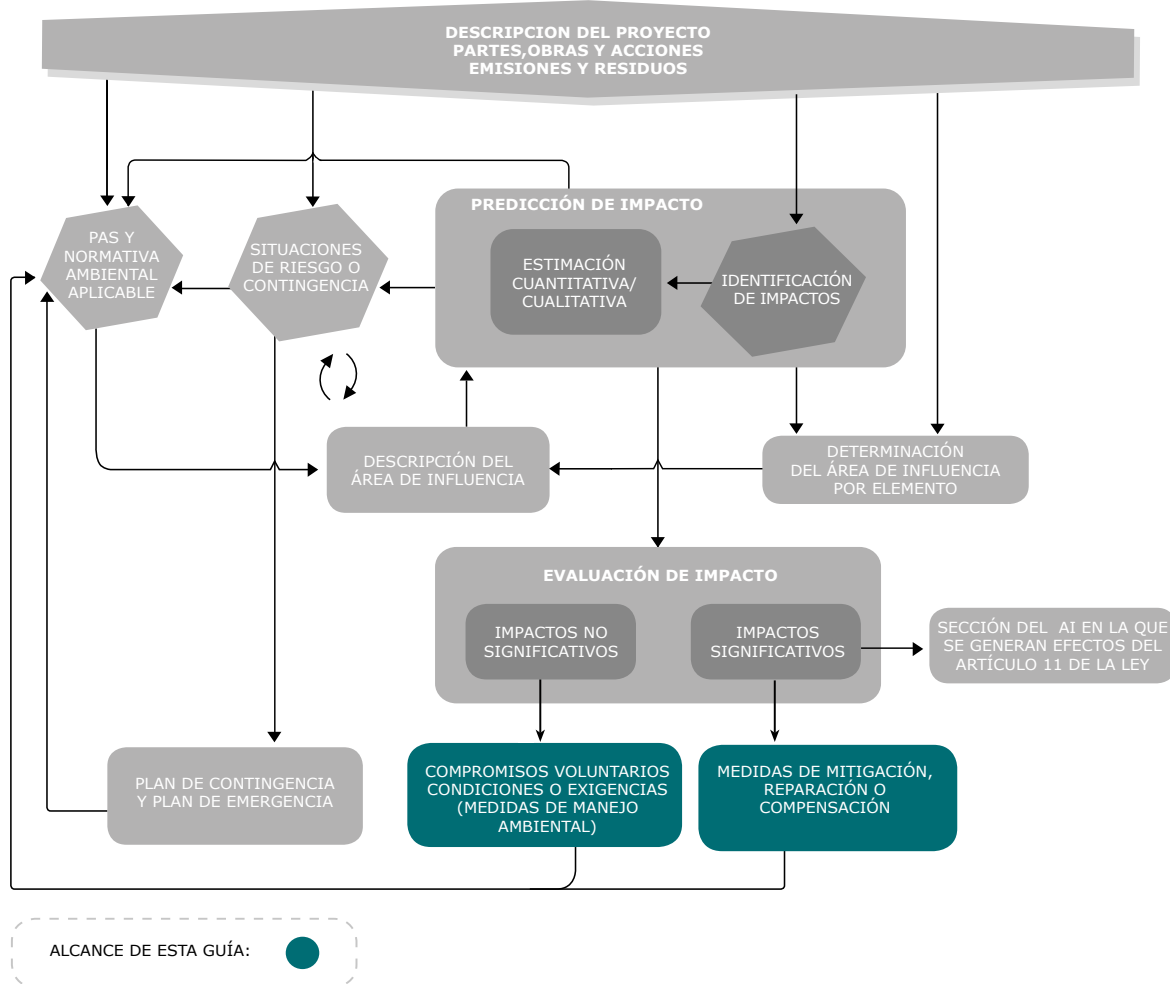 DESCRIPCION DEL PROYECTO
PARTES,OBRAS Y ACCIONES
EMISIONES Y RESIDUOS
PAS Y
NORMATIVA
AMBIENTAL
APLICABLE
SITUACIONES
DE RIESGO O
CONTINGENCIA
PREDICCIÓN DE IMPACTO
ESTIMACIÓN
CUANTITATIVA/
CUALITATIVA
IDENTIFICACIÓN
DE IMPACTOS
DESCRIPCIÓN DEL
ÁREA DE INFLUENCIA
DETERMINACIÓN
DEL ÁREA DE INFLUENCIA
POR ELEMENTO
EVALUACIÓN DE IMPACTO
IMPACTOS NO
SIGNIFICATIVOS
IMPACTOS
SIGNIFICATIVOS
SECCIÓN DEL AI EN LA QUE
SE GENERAN EFECTOS DEL
ARTÍCULO 11 DE LA LEY
PLAN DE CONTINGENCIA
Y PLAN DE EMERGENCIA
COMPROMISOS VOLUNTARIOS
CONDICIONES O EXIGENCIAS
(MEDIDAS DE MANEJO
AMBIENTAL)
MEDIDAS DE MITIGACIÓN,
REPARACIÓN O
COMPENSACIÓN
ALCANCE DE ESTA GUÍA: